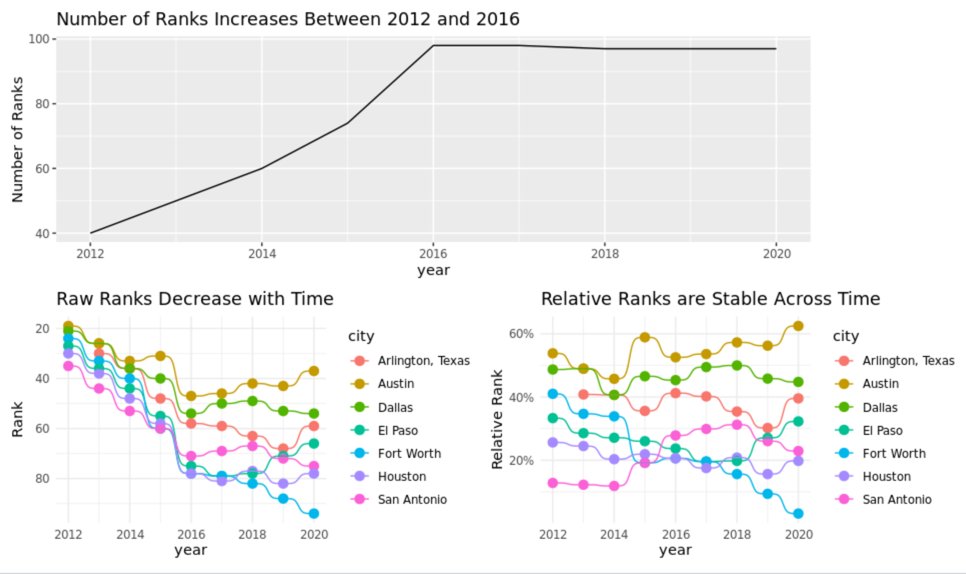 Number of Ranks Increases Between 2012 and 2016
100
80
60
40
Number of Ranks
2012 2014 2016 2018 2020
year
Raw Ranks Decrease with Time
20
40
60
80
Rank
2012 2014 2016 2018 2020
year
city
Arlington, Texas
Austin
Dallas
El Paso
Fort Worth
Houston
San Antonio
Relative Ranks are Stable Across Time
60%
40%
20%
Relative Rank
2012 2014 2016 2018 2020
year
city
Arlington, Texas
Austin
Dallas
El Paso
Fort Worth
Houston
San Antonio